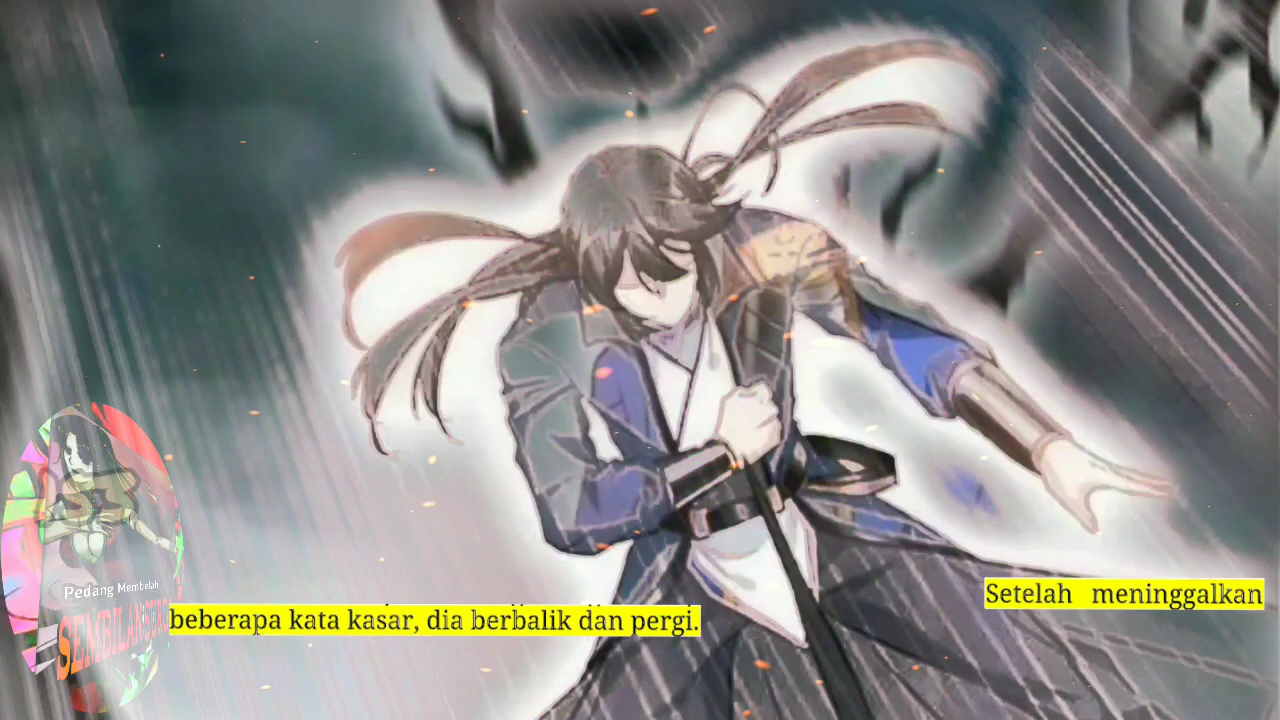 Setelah meninggalkan
beberapa kata kasar, dia berbalik dan pergi.
Pedang Membelah